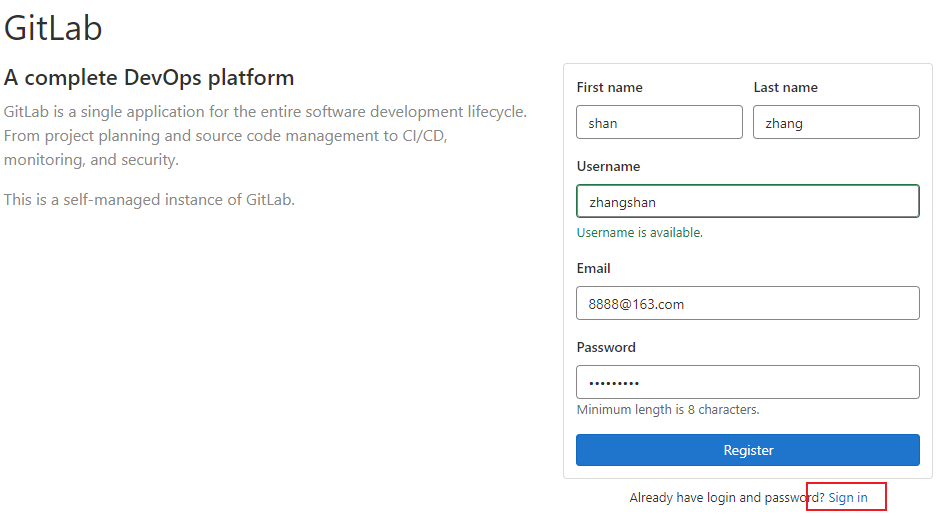 GitLab
A complete DevOps platform
GitLab is a single application for the entire software development lifecycle.
From project planning and source code management to CI/CD,
monitoring, and security.
This is a self-managed instance of GitLab.
First name
Last name
shan
zhang
Username
zhangshan
Username is available.
Email
8888@163.com
Password
•••••••••
Minimum length is 8 characters.
Register
Already have login and password? Sign in